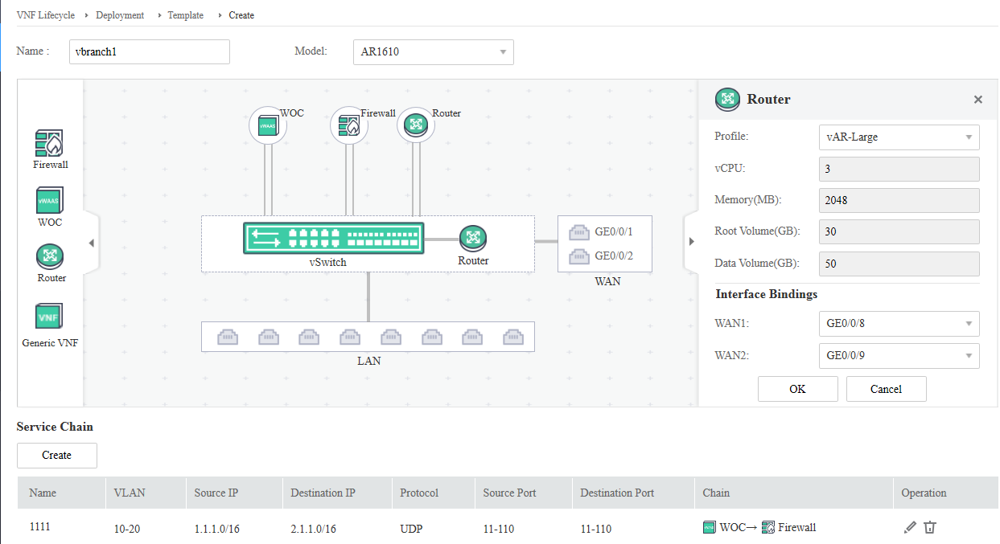 VNF Lifecycle > Deployment > Template > Create
Name : vbranch1 Model: AR1610
Firewall
WOC
Router
Generic VNF
WOC Firewall Router
vSwitch
Router
GE0/0/1
GE0/0/2
WAN
LAN
Router
Profile: vAR-Large
vCPU: 3
Memory(MB): 2048
Root Volume(GB): 30
Data Volume(GB): 50
Interface Bindings
WAN1: GE0/0/8
WAN2: GE0/0/9
OK Cancel
Service Chain
Create
Name VLAN Source IP Destination IP Protocol Source Port Destination Port Chain Operation
1111 10-20 1.1.1.0/16 2.1.1.0/16 UDP 11-110 11-110 WOC→ Firewall